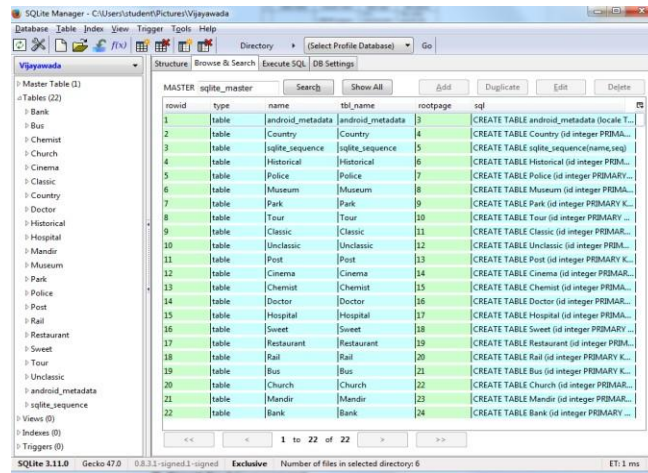 SQLite Manager - C:\Users\student\Pictures\Vijayawada
Database Table Index View Trigger Tools Help
f(x) Directory (Select Profile Database) Go
Vijayawada
Structure Browse & Search Execute SQL DB Settings
Master Table (1)
Tables (22)
Bank
Bus
Chemist
Church
Cinema
Classic
Country
Doctor
Historical
Hospital
Mandir
Museum
Park
Police
Post
Rail
Restaurant
Sweet
Tour
Unclassic
android_metadata
sqlite_sequence
Views (0)
Indexes (0)
Triggers (0)
MASTER sqlite_master Search Show All Add Duplicate Edit Delete
rowid type name tbl_name rootpage sql
1 table android_metadata android_metadata 3 CREATE TABLE android_metadata (locale T...
2 table Country Country 4 CREATE TABLE Country (id integer PRIMA...
3 table sqlite_sequence sqlite_sequence 5 CREATE TABLE sqlite_sequence(name,seq)
4 table Historical Historical 6 CREATE TABLE Historical (id integer PRIM...
5 table Police Police 7 CREATE TABLE Police (id integer PRIMARY...
6 table Museum Museum 8 CREATE TABLE Museum (id integer PRIMA...
7 table Park Park 9 CREATE TABLE Park (id integer PRIMARY K...
8 table Tour Tour 10 CREATE TABLE Tour (id integer PRIMARY ...
9 table Classic Classic 11 CREATE TABLE Classic (id integer PRIMAR...
10 table Unclassic Unclassic 12 CREATE TABLE Unclassic (id integer PRIM...
11 table Post Post 13 CREATE TABLE Post (id integer PRIMARY K...
12 table Cinema Cinema 14 CREATE TABLE Cinema (id integer PRIMAR...
13 table Chemist Chemist 15 CREATE TABLE Chemist (id integer PRIMA...
14 table Doctor Doctor 16 CREATE TABLE Doctor (id integer PRIMAR...
15 table Hospital Hospital 17 CREATE TABLE Hospital (id integer PRIMA...
16 table Sweet Sweet 18 CREATE TABLE Sweet (id integer PRIMARY ...
17 table Restaurant Restaurant 19 CREATE TABLE Restaurant (id integer PRIM...
18 table Rail Rail 20 CREATE TABLE Rail (id integer PRIMARY K...
19 table Bus Bus 21 CREATE TABLE Bus (id integer PRIMARY K...
20 table Church Church 22 CREATE TABLE Church (id integer PRIMAR...
21 table Mandir Mandir 23 CREATE TABLE Mandir (id integer PRIMAR...
22 table Bank Bank 24 CREATE TABLE Bank (id integer PRIMARY ...
<< < 1 to 22 of 22 > >>
SQLite 3.11.0 Gecko 47.0 0.8.3.1-signed.1-signed Exclusive Number of files in selected directory: 6 ET: 1 ms